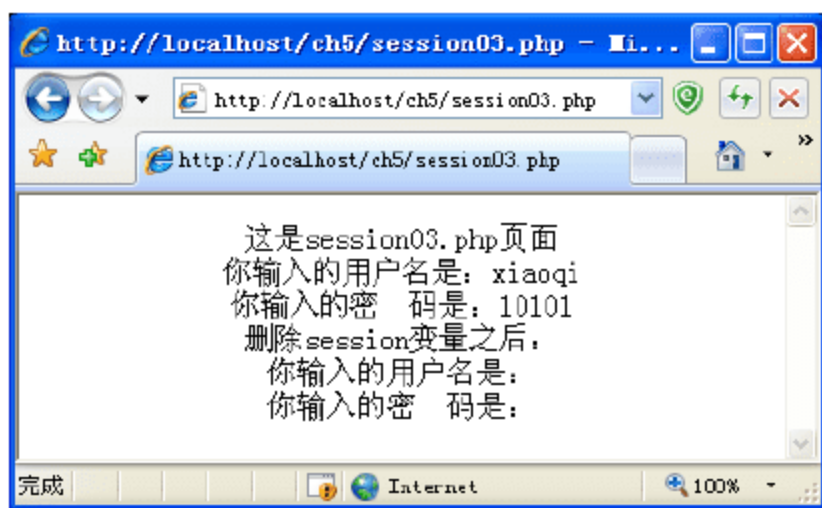 http://localhost/ch5/session03.php - Mi...
http://localhost/ch5/session03.php
http://localhost/ch5/session03.php
这是session03.php页面
你输入的用户名是：xiaoqi
你输入的密　码是：10101
删除session变量之后：
你输入的用户名是：
你输入的密　码是：
完成
Internet
100%